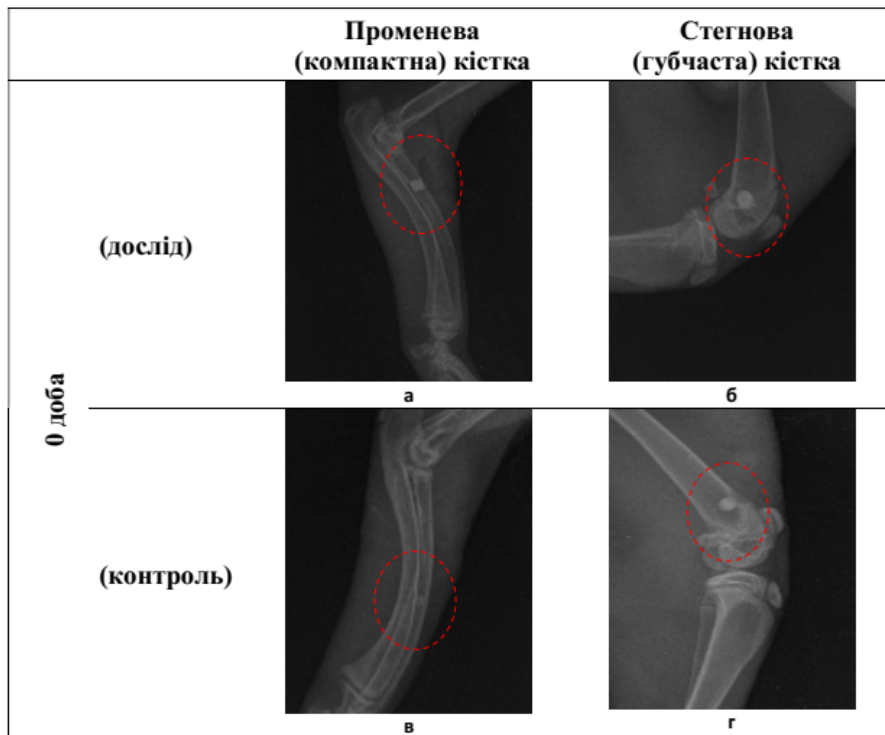 Променева
(компактна) кістка
Стегнова
(губчаста) кістка
0 доба
(дослід)
а
б
(контроль)
в
г